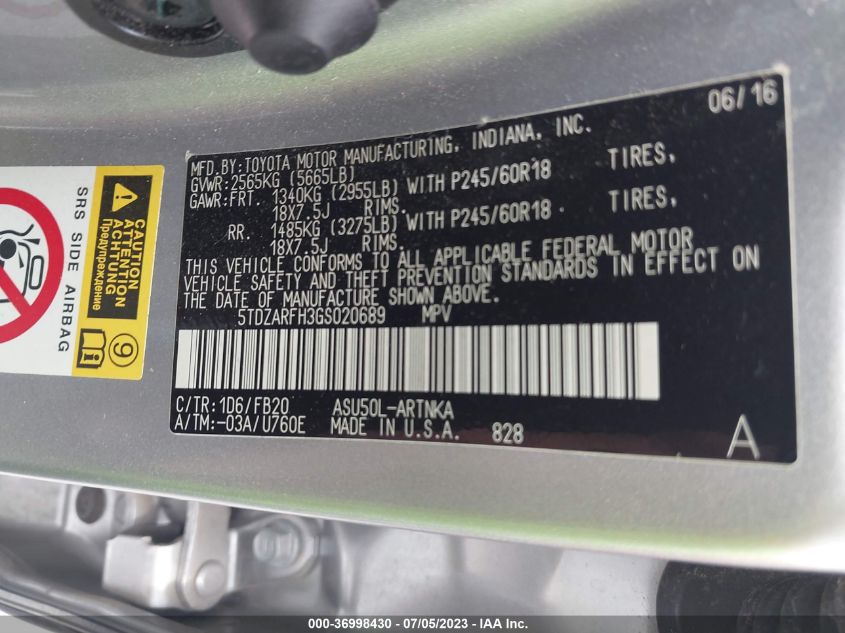 06/16
MFD.BY:TOYOTA MOTOR MANUFACTURING, INDIANA, INC.
GVWR:2565KG (5665LB)
GAWR:FRT. 1340KG (2955LB) WITH P245/60R18 TIRES,
18X7.5J RIMS.
RR. 1485KG (3275LB) WITH P245/60R18 . TIRES,
18X7.5J RIMS.
THIS VEHICLE CONFORMS TO ALL APPLICABLE FEDERAL MOTOR
VEHICLE SAFETY AND THEFT PREVENTION STANDARDS IN EFFECT ON
THE DATE OF MANUFACTURE SHOWN ABOVE.
5TDZARFH3GS020689 MPV
C/TR:1D6/FB20 ASU50L-ARTNKA
A/TM:-03A/U760E MADE IN U.S.A. 828
A
SRS SIDE AIRBAG
CAUTION
ATTENTION
ACHTUNG
Предупреждение
9
000-36998430 - 07/05/2023 - IAAI.com